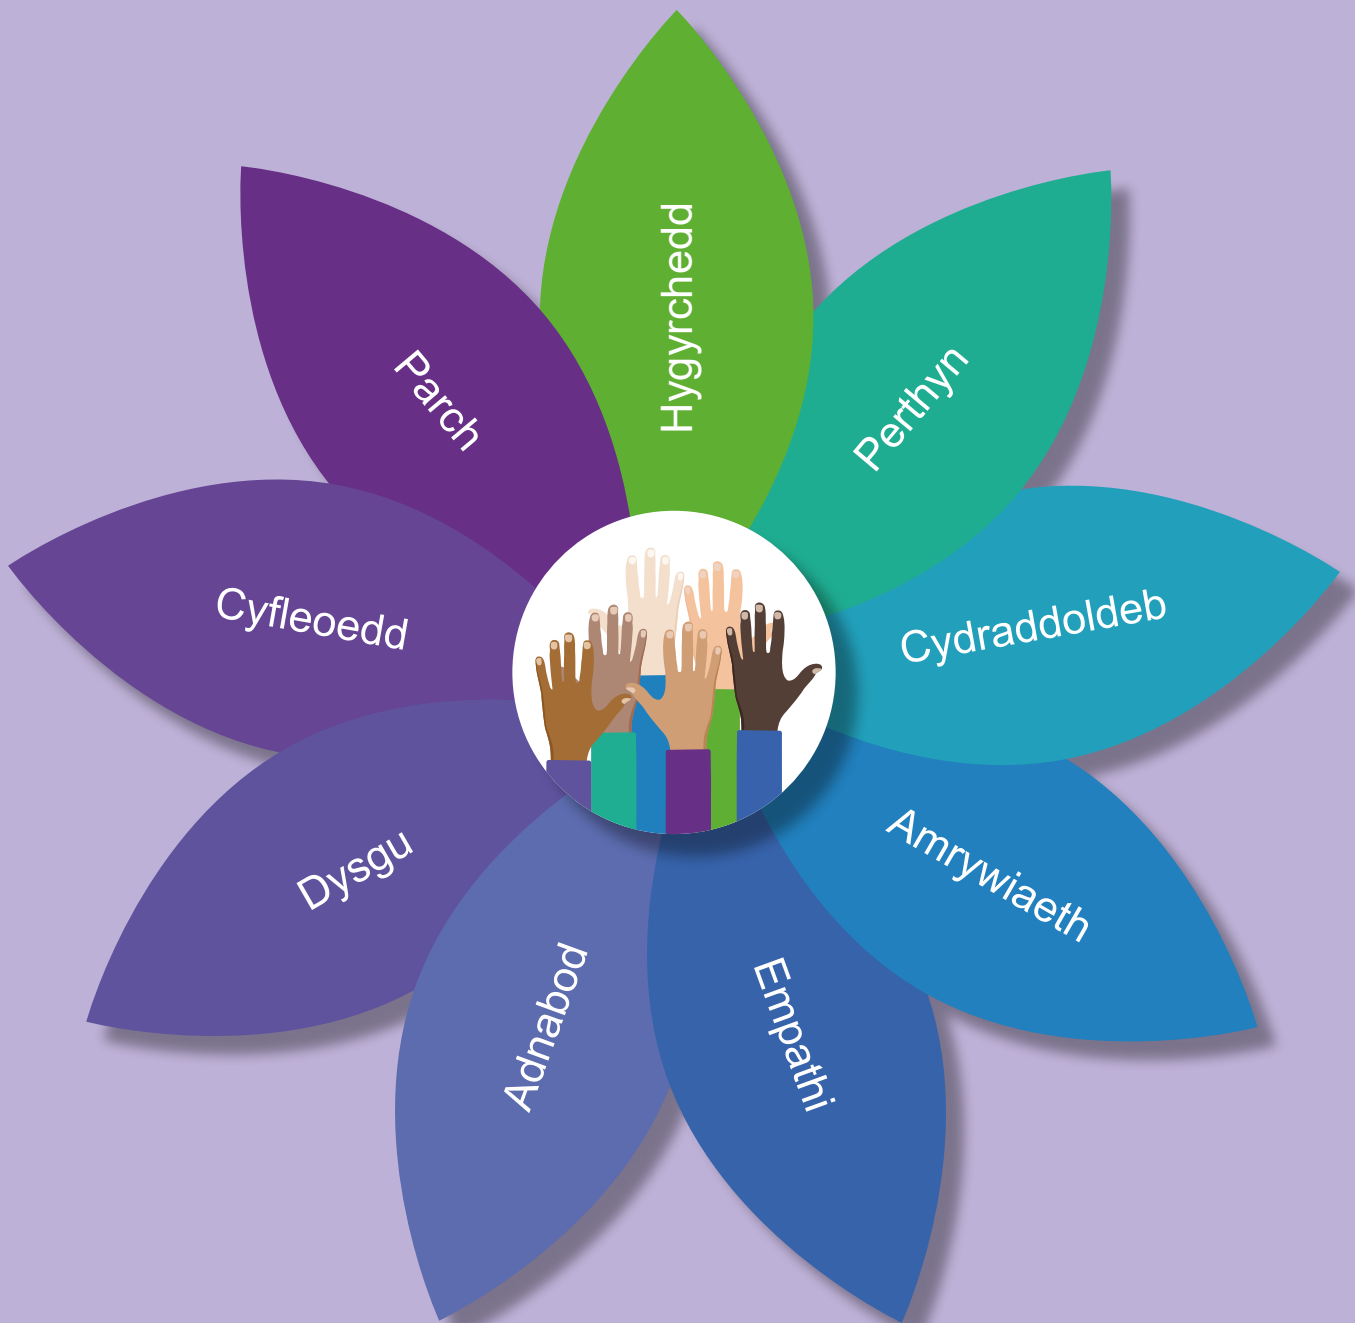 Hygyrchedd
Perthyn
Cydraddoldeb
Amrywiaeth
Empathi
Adnabod
Dysgu
Cyfleoedd
Parch